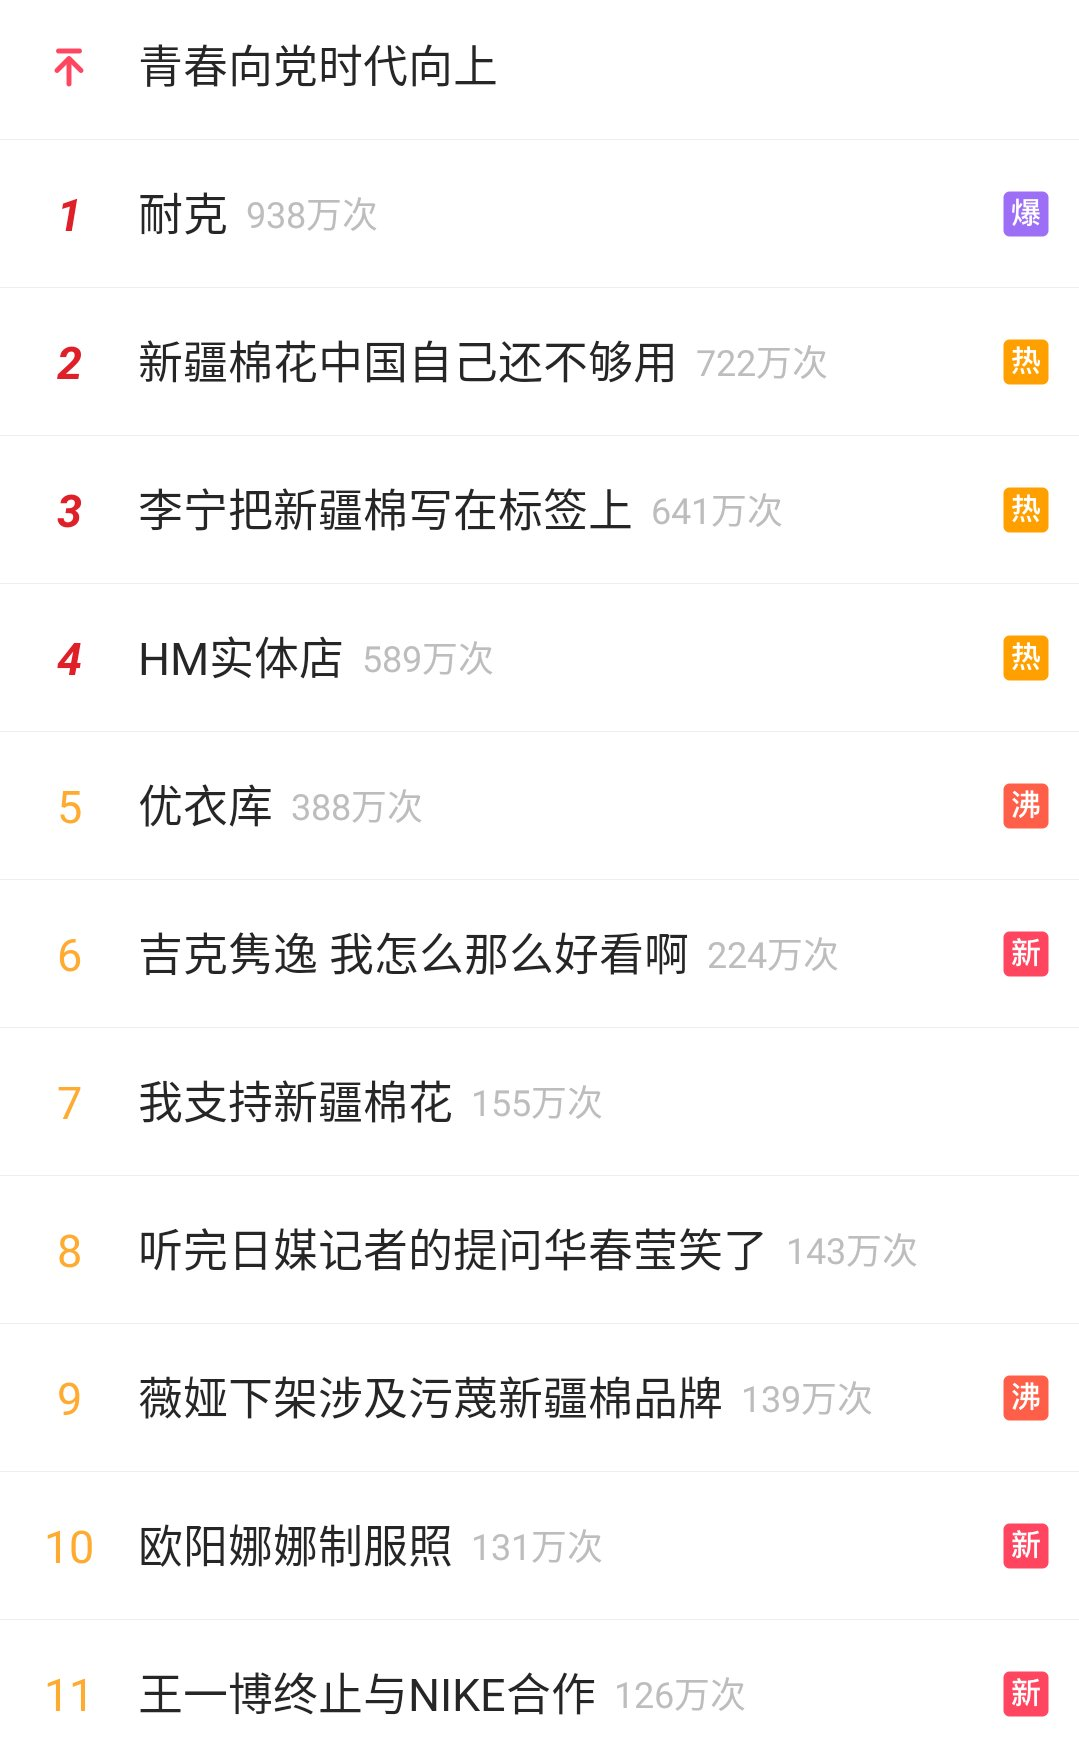 青春向党时代向上
1 耐克 938万次 爆
2 新疆棉花中国自己还不够用 722万次 热
3 李宁把新疆棉写在标签上 641万次 热
4 HM实体店 589万次 热
5 优衣库 388万次 沸
6 吉克隽逸 我怎么那么好看啊 224万次 新
7 我支持新疆棉花 155万次
8 听完日媒记者的提问华春莹笑了 143万次
9 薇娅下架涉及污蔑新疆棉品牌 139万次 沸
10 欧阳娜娜制服照 131万次 新
11 王一博终止与NIKE合作 126万次 新